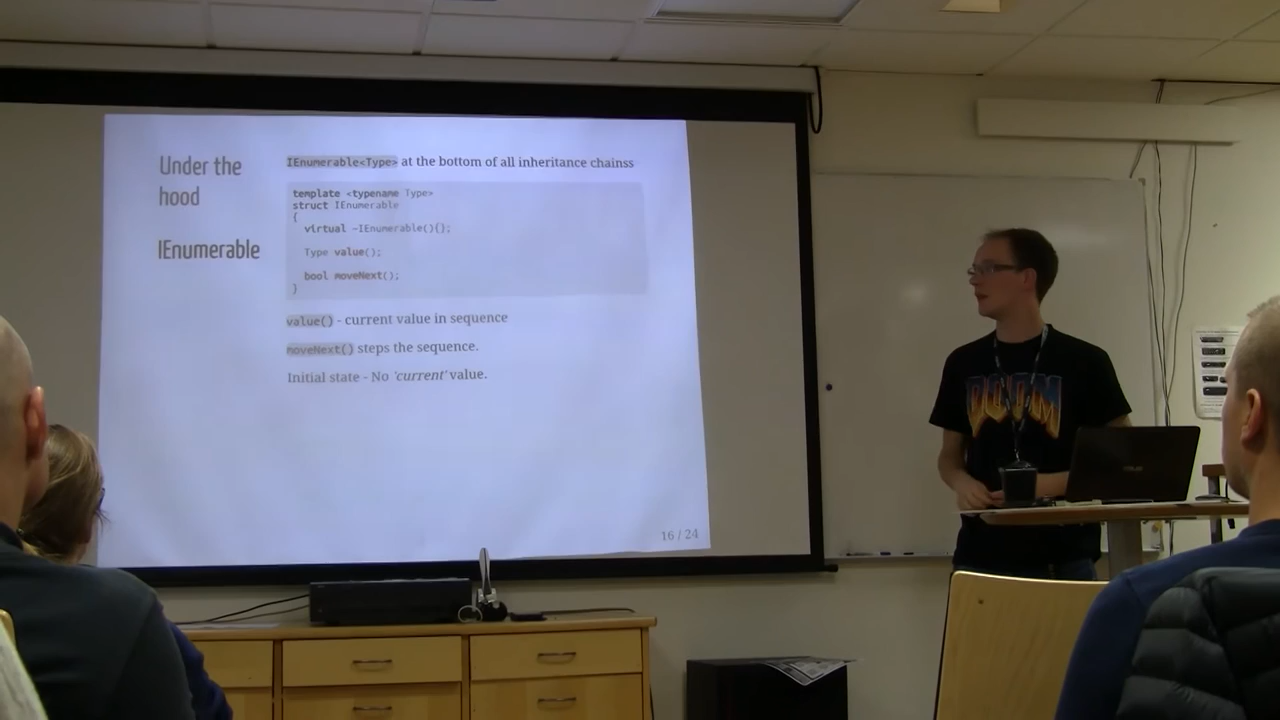 Under the
hood
IEnumerable
IEnumerable<Type> at the bottom of all inheritance chainss
template <typename Type>
struct IEnumerable
{
virtual ~IEnumerable(){};
Type value();
bool moveNext();
}
value() - current value in sequence
moveNext() steps the sequence.
Initial state - No 'current' value.
16 / 24
DOOM
ASUS